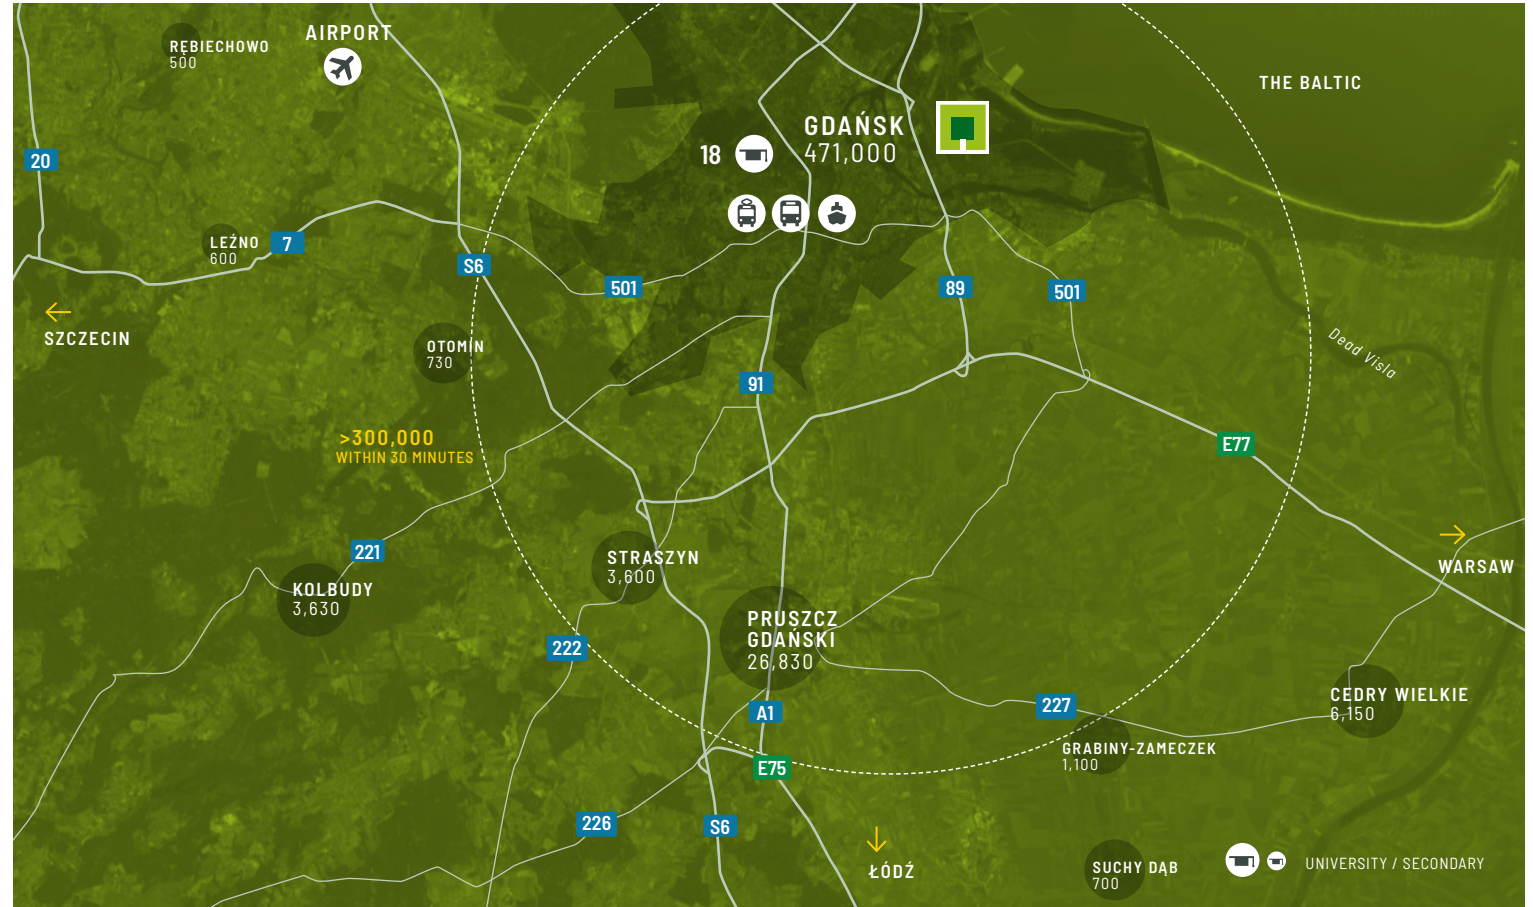 AIRPORT
RĘBIECHOWO
500
THE BALTIC
GDAŃSK
471,000
18
20
LEŹNO
600
7
S6
501
89
501
SZCZECIN
OTOMIN
730
Dead Visla
91
>300,000
WITHIN 30 MINUTES
E77
221
STRASZYN
3,600
WARSAW
KOLBUDY
3,630
PRUSZCZ
GDAŃSKI
26,830
222
CEDRY WIELKIE
6,150
227
A1
GRABINY-ZAMECZEK
1,100
E75
226
S6
ŁÓDŹ
SUCHY DĄB
700
UNIVERSITY / SECONDARY